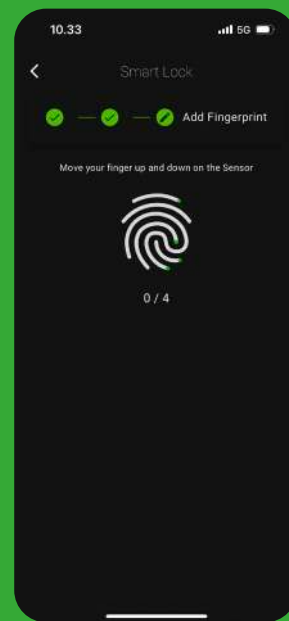 10.33
5G
Smart Lock
Add Fingerprint
Move your finger up and down on the Sensor
0 / 4